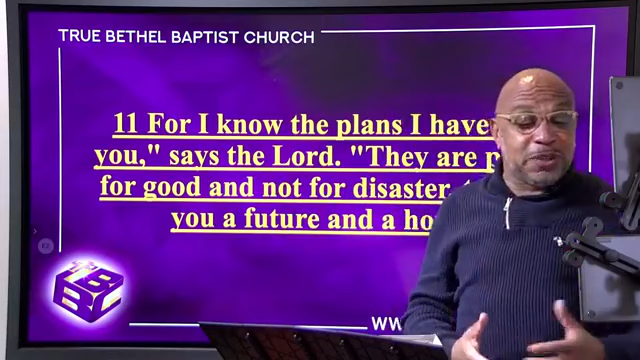 TRUE BETHEL BAPTIST CHURCH
11 For I know the plans I have
you," says the Lord. "They are
for good and not for disaster,
you a future and a
TBBC